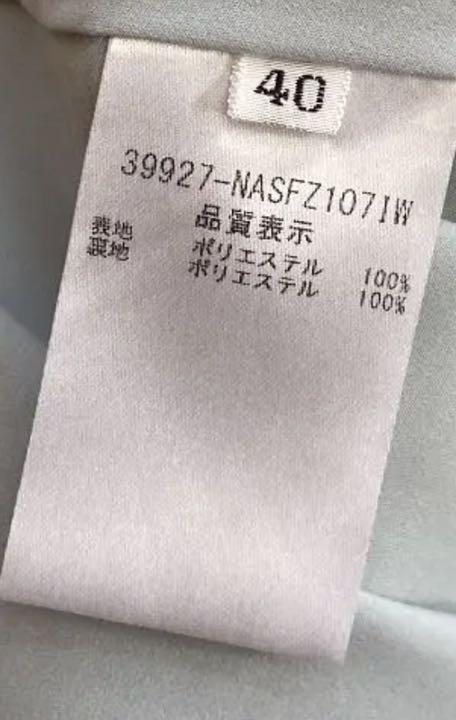 40
39927-NASFZ107IW
品質表示
表地 ポリエステル 100%
裏地 ポリエステル 100%